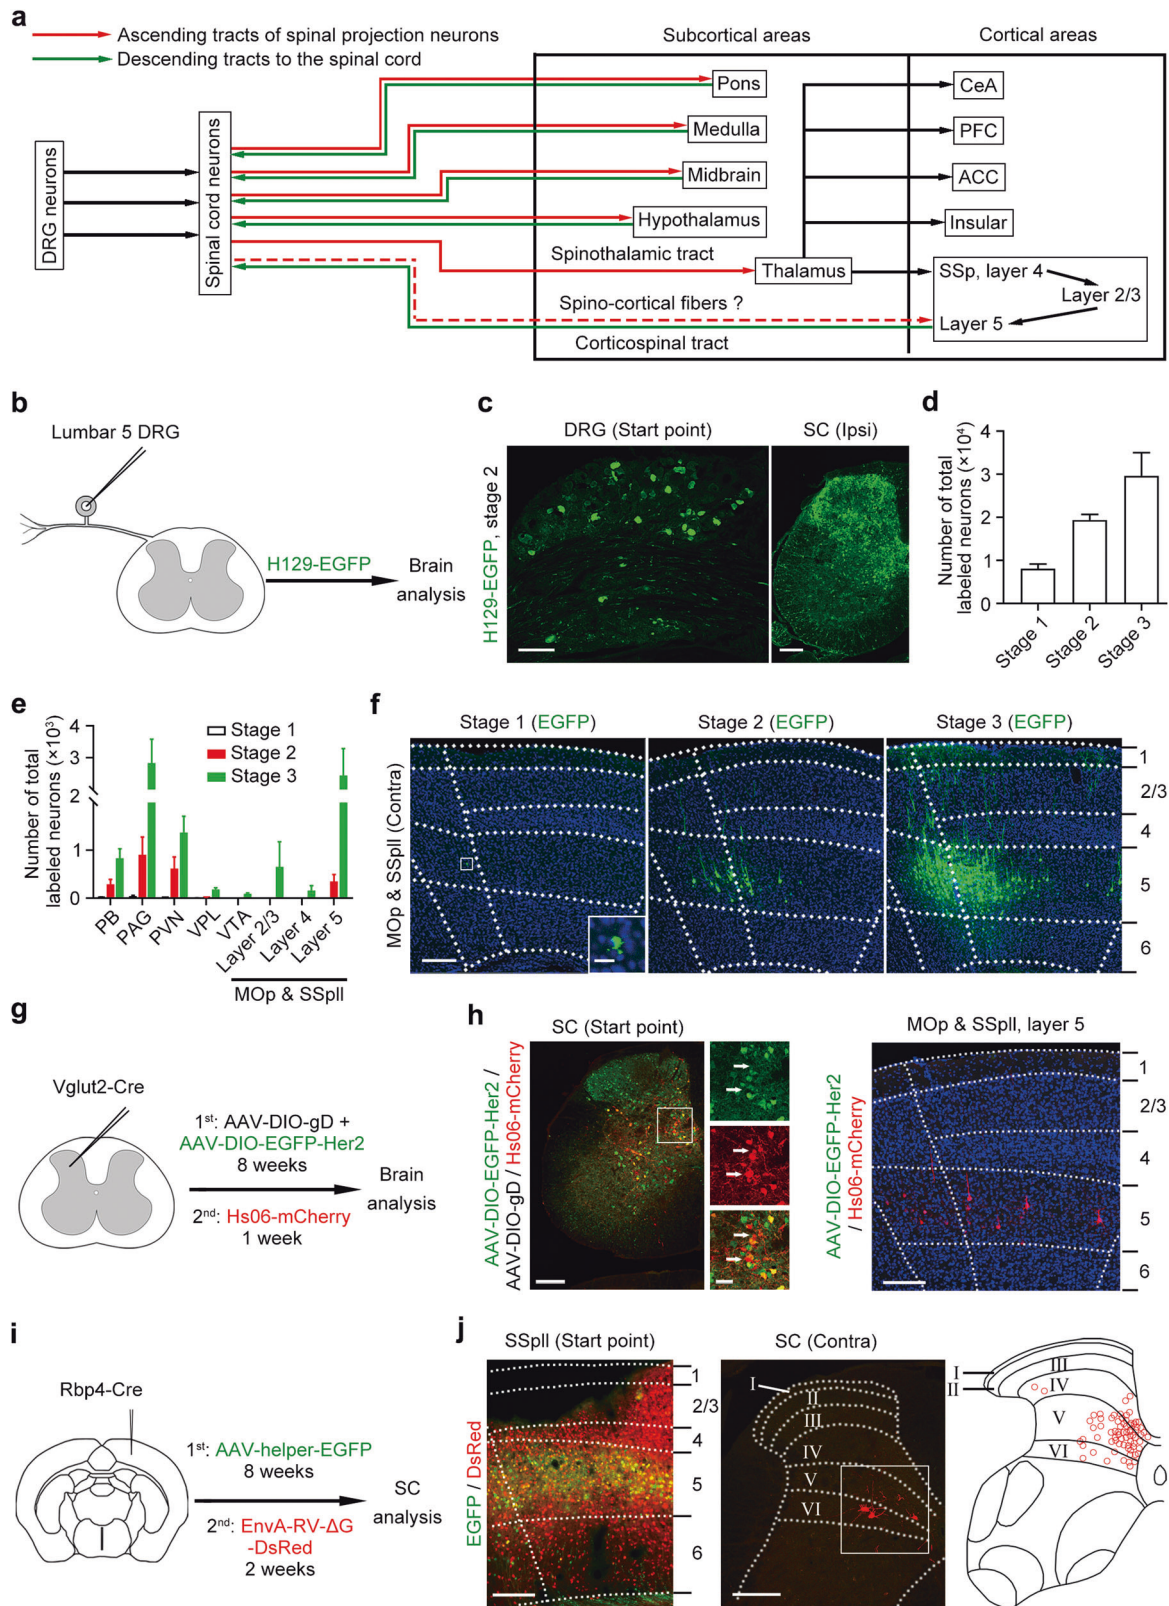 a
Ascending tracts of spinal projection neurons
Descending tracts to the spinal cord
Subcortical areas
Cortical areas
DRG neurons
Spinal cord neurons
Pons
Medulla
Midbrain
Hypothalamus
Spinothalamic tract
Thalamus
Spino-cortical fibers ?
Corticospinal tract
CeA
PFC
ACC
Insular
SSp, layer 4
Layer 2/3
Layer 5
b
Lumbar 5 DRG
H129-EGFP
Brain
analysis
c
DRG (Start point)
SC (Ipsi)
H129-EGFP, stage 2
d
Number of total
labeled neurons (×10⁴)
4
3
2
1
0
Stage 1
Stage 2
Stage 3
e
Number of total
labeled neurons (×10³)
4
3
2
2
1
0
Stage 1
Stage 2
Stage 3
PB
PAG
PVN
VPL
VTA
Layer 2/3
Layer 4
Layer 5
MOp & SSpll
f
Stage 1 (EGFP)
Stage 2 (EGFP)
Stage 3 (EGFP)
MOp & SSpll (Contra)
1
2/3
4
5
6
g
Vglut2-Cre
1st: AAV-DIO-gD +
AAV-DIO-EGFP-Her2
8 weeks
2nd: Hs06-mCherry
1 week
Brain
analysis
h
SC (Start point)
AAV-DIO-EGFP-Her2 /
AAV-DIO-gD / Hs06-mCherry
MOp & SSpll, layer 5
AAV-DIO-EGFP-Her2
/ Hs06-mCherry
1
2/3
4
5
6
i
Rbp4-Cre
1st: AAV-helper-EGFP
8 weeks
2nd: EnvA-RV-ΔG
-DsRed
2 weeks
SC
analysis
j
SSpll (Start point)
EGFP / DsRed
1
2/3
4
5
6
SC (Contra)
I
II
III
IV
V
VI
I
II
III
IV
V
VI